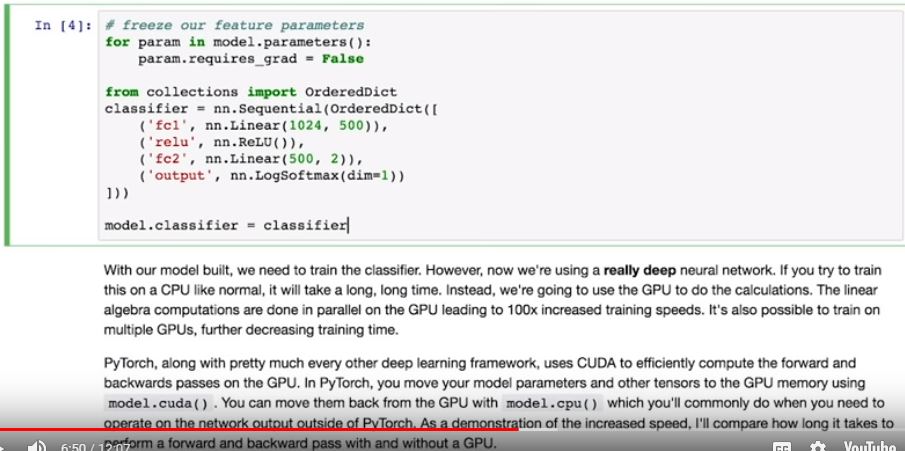 In [4]: # freeze our feature parameters
for param in model.parameters():
    param.requires_grad = False
from collections import OrderedDict
classifier = nn.Sequential(OrderedDict([
    ('fc1', nn.Linear(1024, 500)),
    ('relu', nn.ReLU()),
    ('fc2', nn.Linear(500, 2)),
    ('output', nn.LogSoftmax(dim=1))
]))
model.classifier = classifier
With our model built, we need to train the classifier. However, now we're using a really deep neural network. If you try to train
this on a CPU like normal, it will take a long, long time. Instead, we're going to use the GPU to do the calculations. The linear
algebra computations are done in parallel on the GPU leading to 100x increased training speeds. It's also possible to train on
multiple GPUs, further decreasing training time.
PyTorch, along with pretty much every other deep learning framework, uses CUDA to efficiently compute the forward and
backwards passes on the GPU. In PyTorch, you move your model parameters and other tensors to the GPU memory using
model.cuda() . You can move them back from the GPU with model.cpu() which you'll commonly do when you need to
operate on the network output outside of PyTorch. As a demonstration of the increased speed, I'll compare how long it takes to
perform a forward and backward pass with and without a GPU.
6:50 / 12:07 YouTube